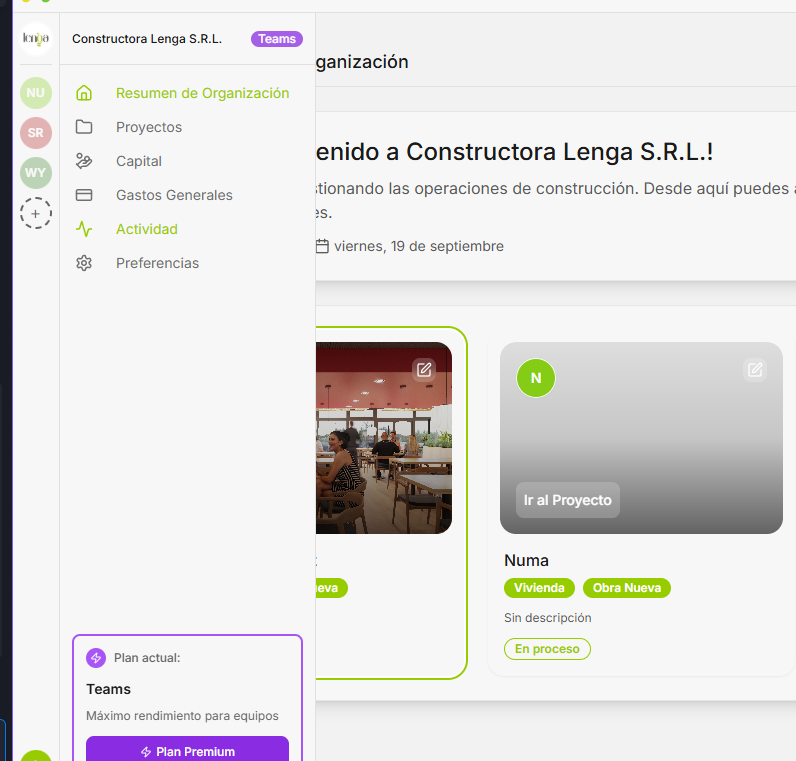 lenga
Constructora Lenga S.R.L.
Teams
NU
SR
WY
+
Resumen de Organización
Proyectos
Capital
Gastos Generales
Actividad
Preferencias
Plan actual:
Teams
Máximo rendimiento para equipos
Plan Premium
ganización
enido a Constructora Lenga S.R.L.!
stionando las operaciones de construcción. Desde aquí puedes a
es.
viernes, 19 de septiembre
ueva
N
Ir al Proyecto
Numa
Vivienda
Obra Nueva
Sin descripción
En proceso